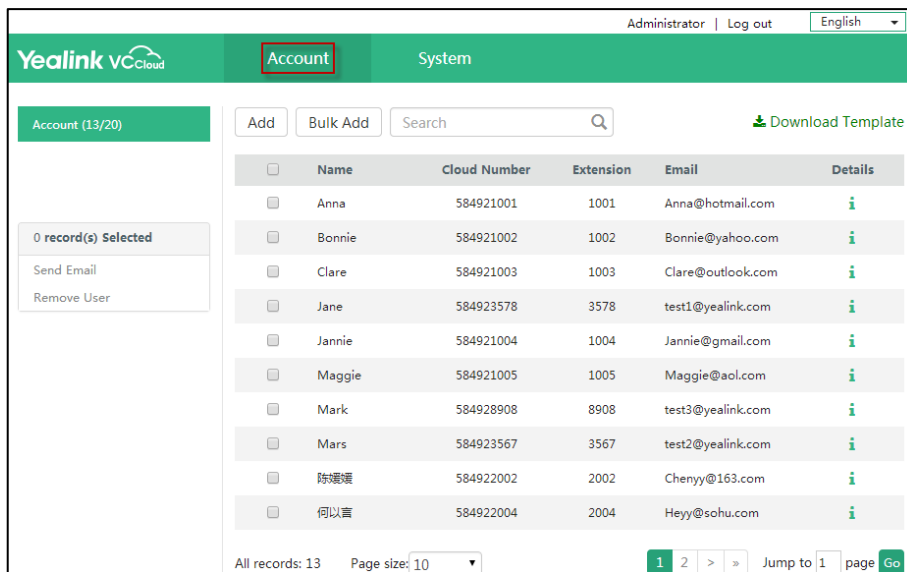 Administrator | Log out English
Yealink VCCloud Account System
Account (13/20)
Add Bulk Add Search Download Template
Name Cloud Number Extension Email Details
Anna 584921001 1001 Anna@hotmail.com
0 record(s) Selected
Bonnie 584921002 1002 Bonnie@yahoo.com
Send Email
Clare 584921003 1003 Clare@outlook.com
Remove User
Jane 584923578 3578 test1@yealink.com
Jannie 584921004 1004 Jannie@gmail.com
Maggie 584921005 1005 Maggie@aol.com
Mark 584928908 8908 test3@yealink.com
Mars 584923567 3567 test2@yealink.com
陈媛媛 584922002 2002 Chenyy@163.com
何以言 584922004 2004 Heyy@sohu.com
All records: 13 Page size: 10 1 2 > » Jump to 1 page Go